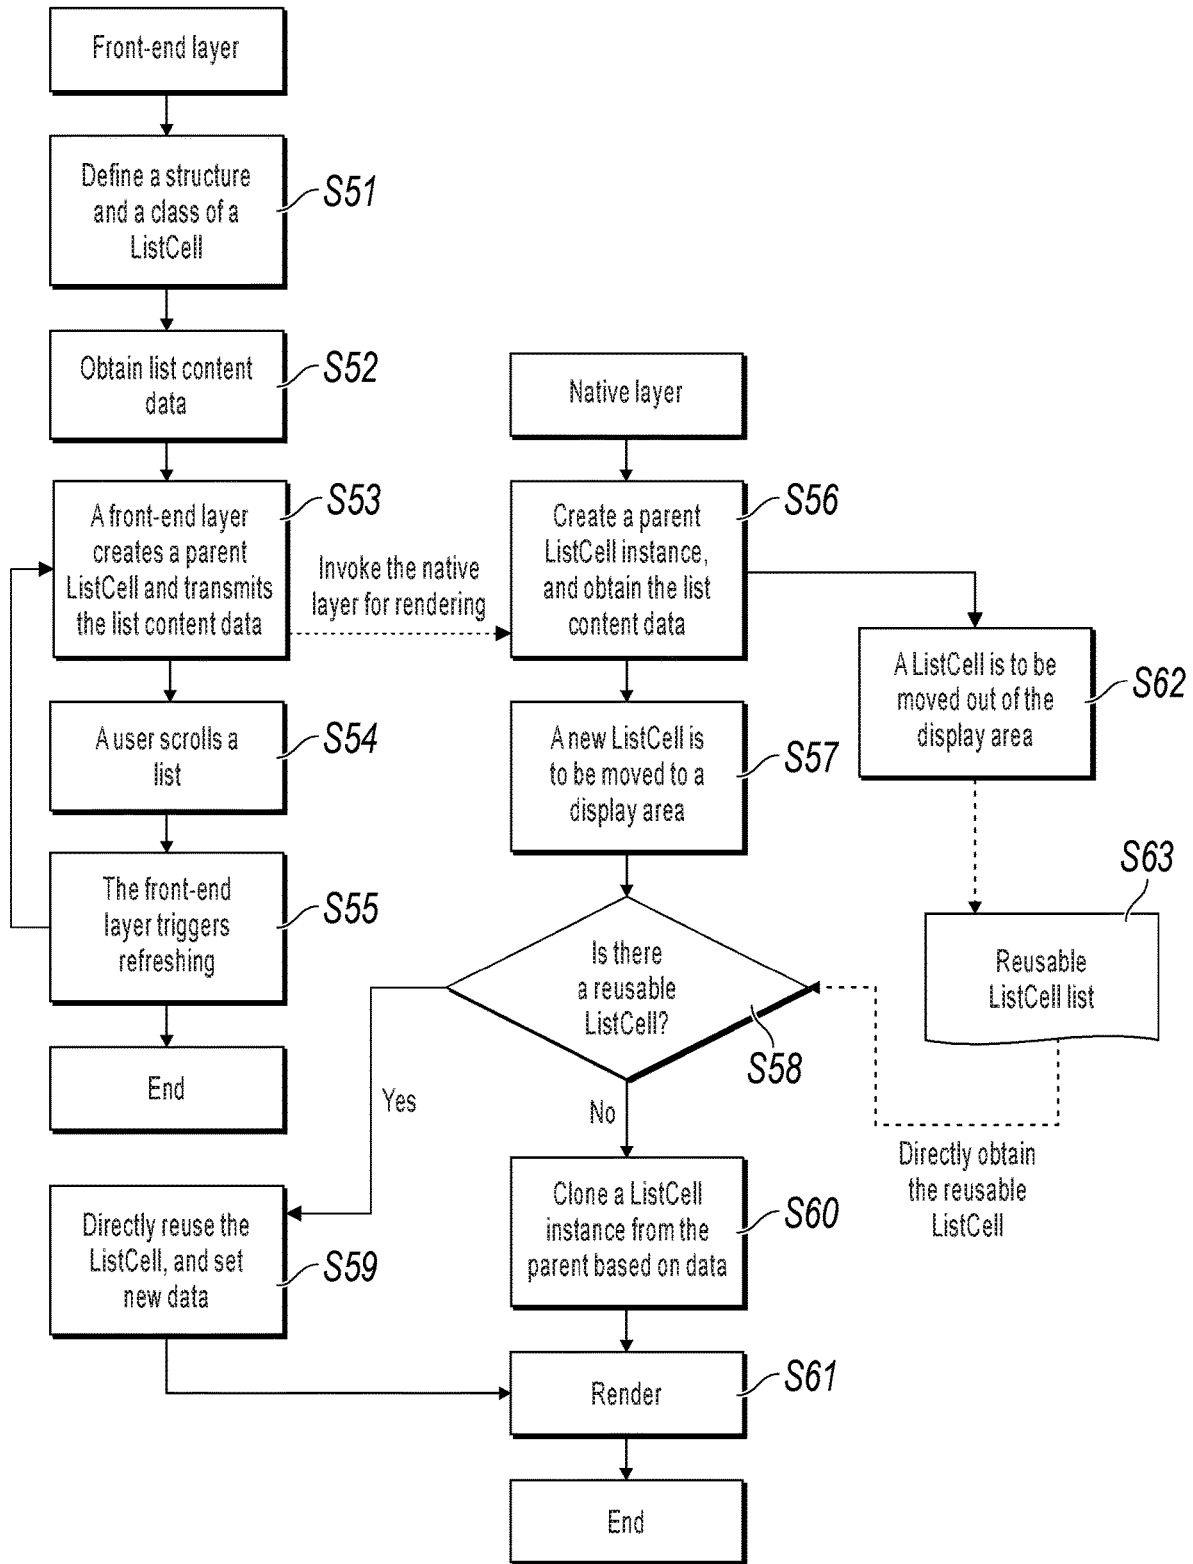 Front-end layer
Define a structure
and a class of a
ListCell
S51
Obtain list content
data
S52
A front-end layer
creates a parent
ListCell and transmits
the list content data
S53
Invoke the native
layer for rendering
A user scrolls a
list
S54
The front-end
layer triggers
refreshing
S55
End
Native layer
Create a parent
ListCell instance,
and obtain the list
content data
S56
A new ListCell is
to be moved to a
display area
S57
Is there
a reusable
ListCell?
S58
Yes
No
Directly reuse the
ListCell, and set
new data
S59
Clone a ListCell
instance from the
parent based on data
S60
Render
S61
End
A ListCell is to be
moved out of the
display area
S62
Reusable
ListCell list
S63
Directly obtain
the reusable
ListCell